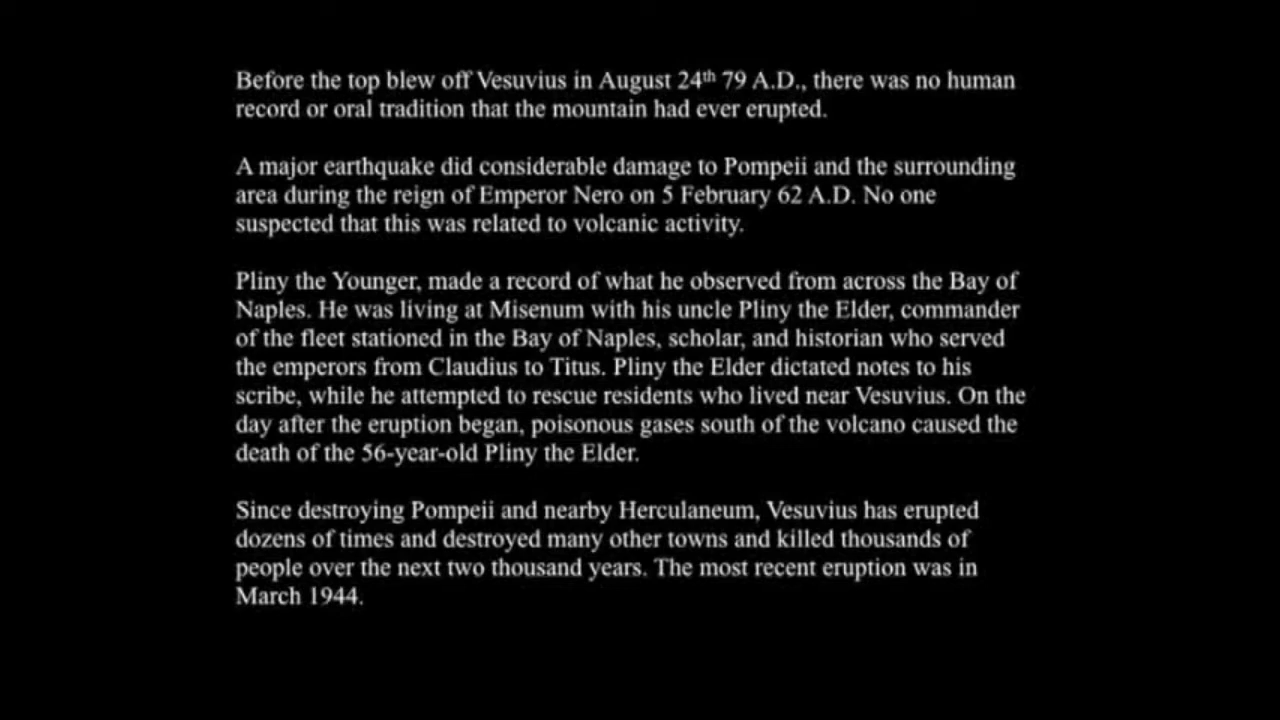 Before the top blew off Vesuvius in August 24th 79 A.D., there was no human
record or oral tradition that the mountain had ever erupted.
A major earthquake did considerable damage to Pompeii and the surrounding
area during the reign of Emperor Nero on 5 February 62 A.D. No one
suspected that this was related to volcanic activity.
Pliny the Younger, made a record of what he observed from across the Bay of
Naples. He was living at Misenum with his uncle Pliny the Elder, commander
of the fleet stationed in the Bay of Naples, scholar, and historian who served
the emperors from Claudius to Titus. Pliny the Elder dictated notes to his
scribe, while he attempted to rescue residents who lived near Vesuvius. On the
day after the eruption began, poisonous gases south of the volcano caused the
death of the 56-year-old Pliny the Elder.
Since destroying Pompeii and nearby Herculaneum, Vesuvius has erupted
dozens of times and destroyed many other towns and killed thousands of
people over the next two thousand years. The most recent eruption was in
March 1944.